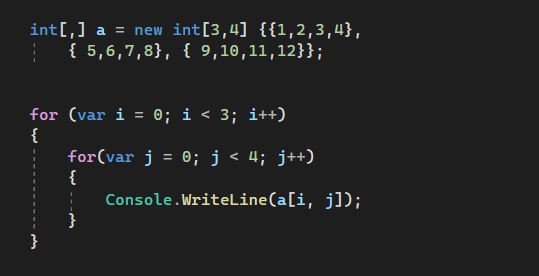 int[,] a = new int[3,4] {{1,2,3,4},
{ 5,6,7,8}, { 9,10,11,12}};
for (var i = 0; i < 3; i++)
{
for(var j = 0; j < 4; j++)
{
Console.WriteLine(a[i, j]);
}
}